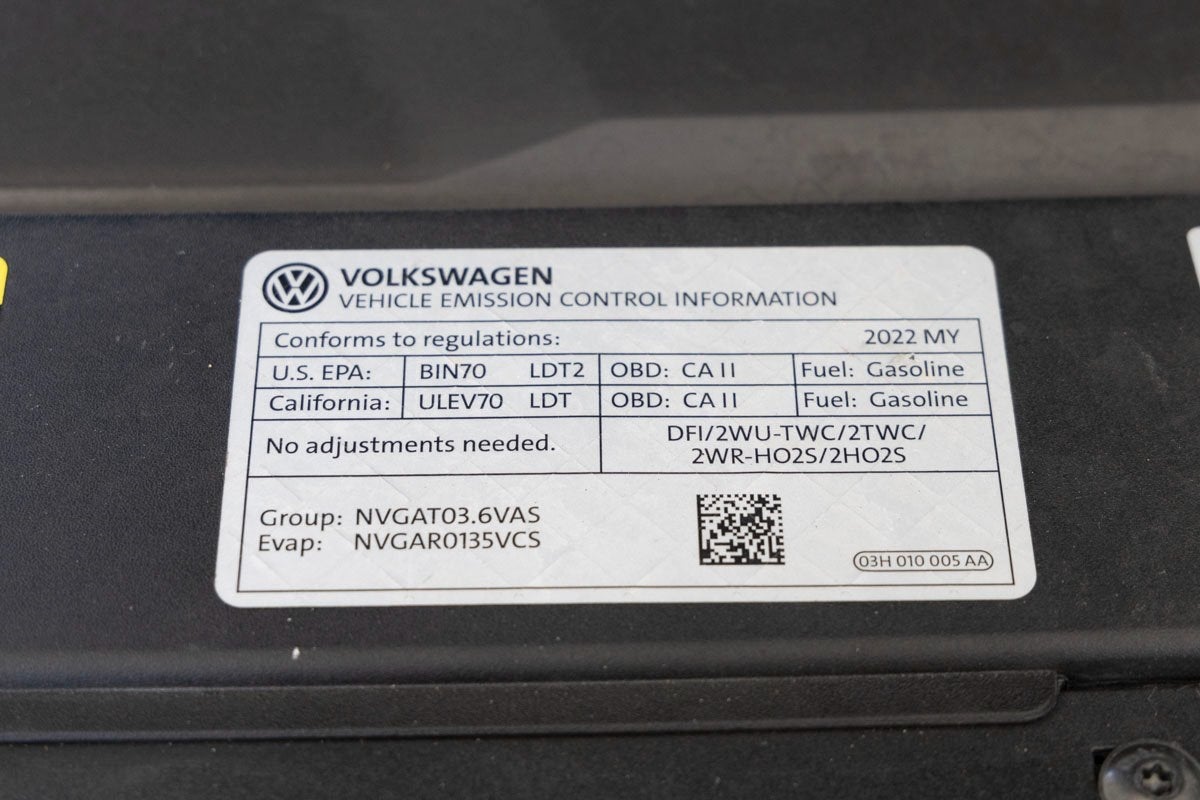 VOLKSWAGEN
VEHICLE EMISSION CONTROL INFORMATION
Conforms to regulations: 2022 MY
U.S. EPA: BIN70 LDT2 OBD: CA II Fuel: Gasoline
California: ULEV70 LDT OBD: CA II Fuel: Gasoline
No adjustments needed.
DFI/2WU-TWC/2TWC/
2WR-HO2S/2HO2S
Group: NVGAT03.6VAS
Evap: NVGAR0135VCS
03H 010 005 AA